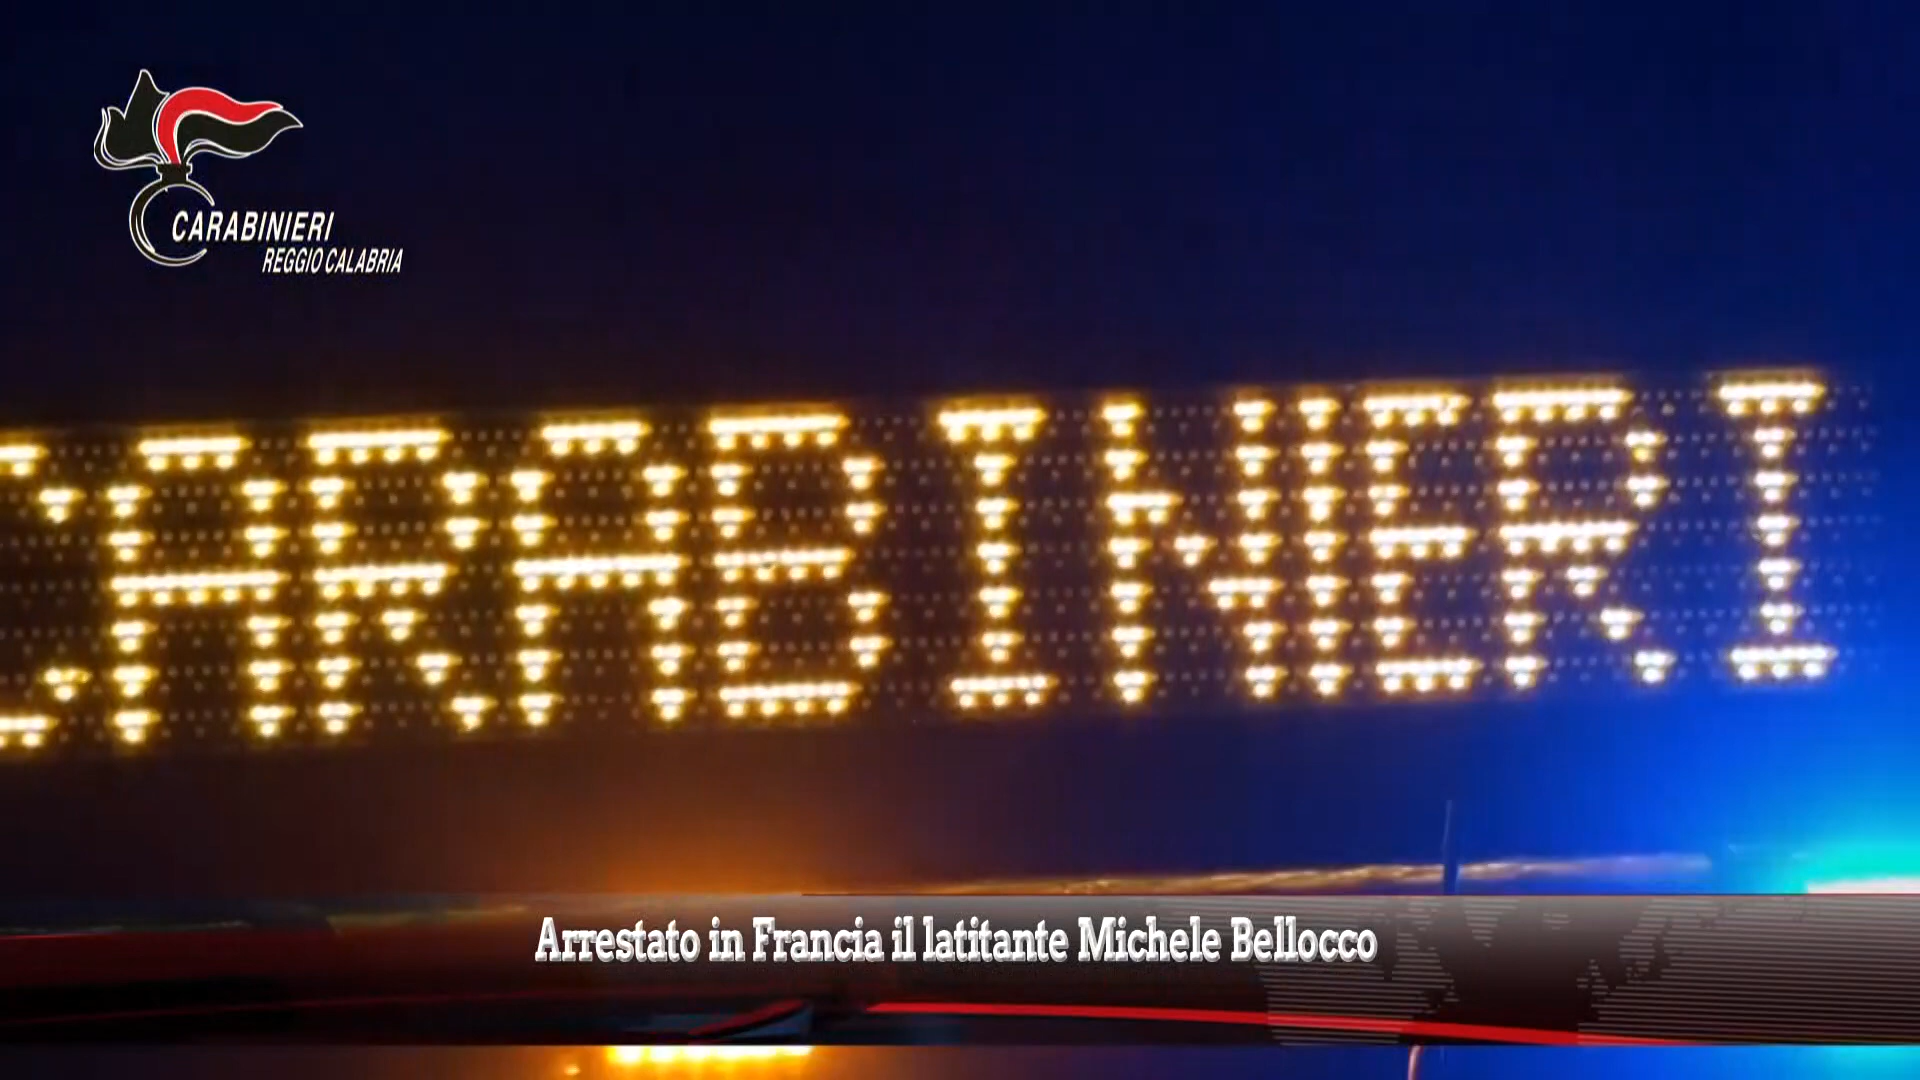 CARABINIERI
REGGIO CALABRIA
CARABINIERI
Arrestato in Francia il latitante Michele Bellocco